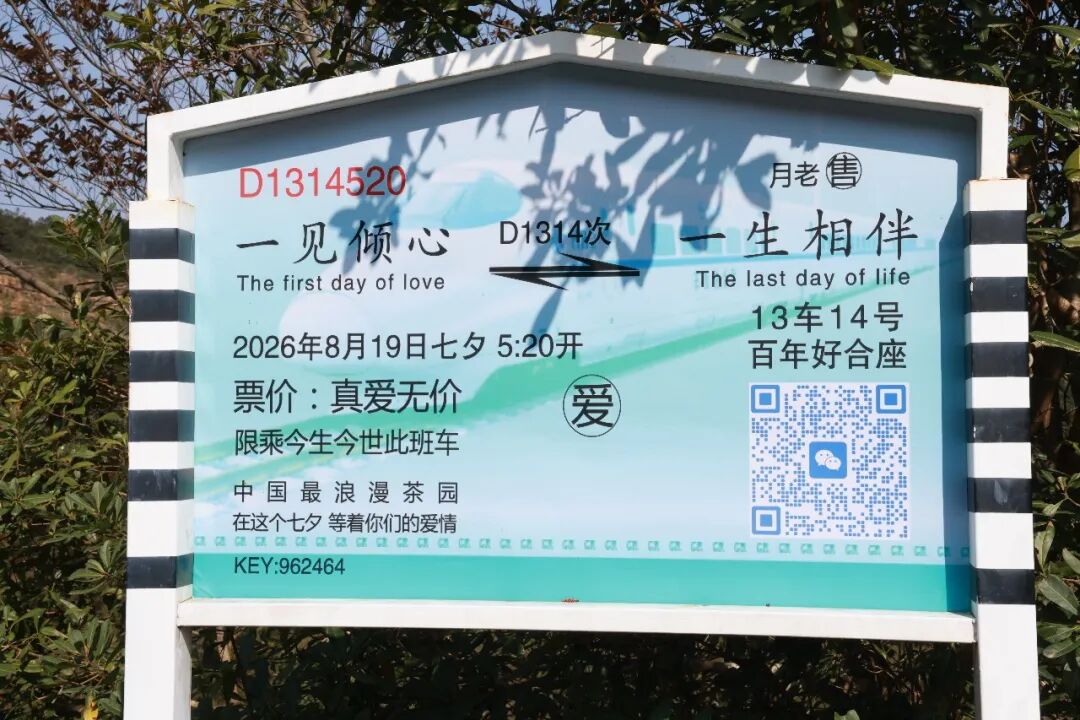 D1314520
月老售
一见倾心 D1314次 一生相伴
The first day of love
The last day of life
13车14号
百年好合座
2026年8月19日七夕 5:20开
票价：真爱无价
爱
限乘今生今世此班车
中国最浪漫茶园
在这个七夕 等着你们的爱情
KEY:962464